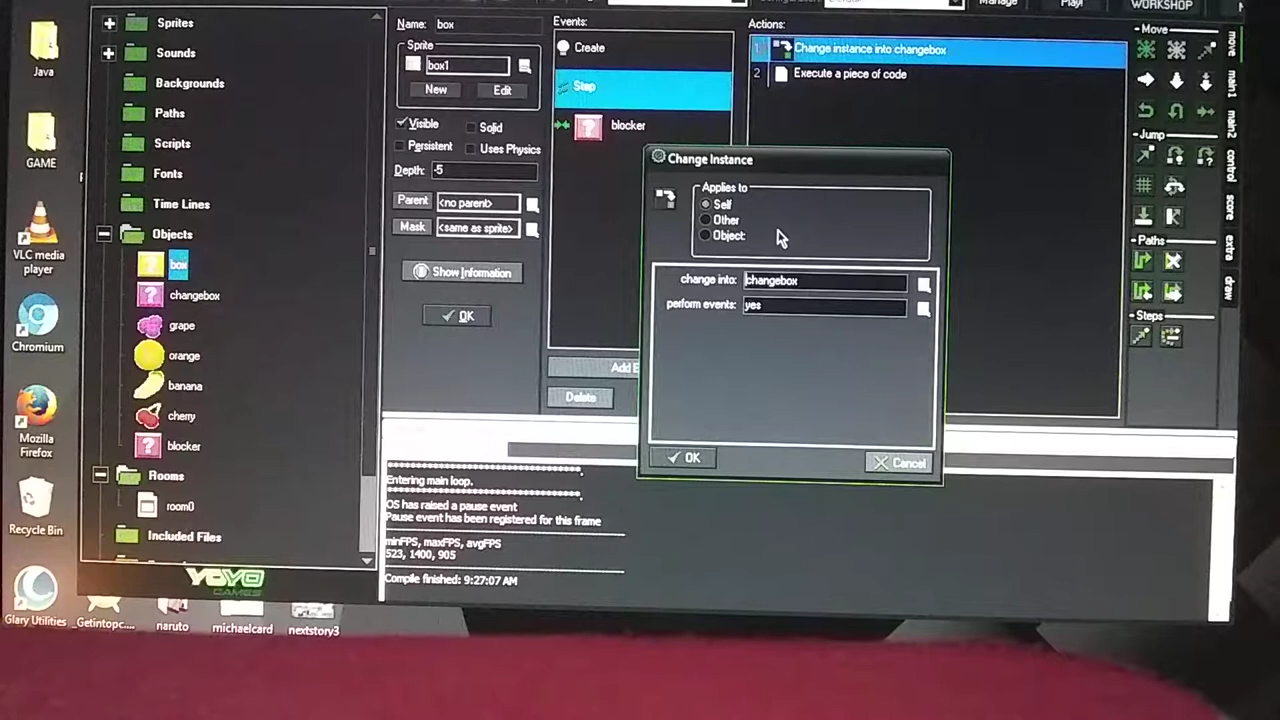 Java
GAME
VLC media
player
Chromium
Mozilla
Firefox
Recycle Bin
Glary Utilities
_Getintopc....
naruto
michaelcard
nextstory3
Sprites
Sounds
Backgrounds
Paths
Scripts
Fonts
Time Lines
Objects
box
changebox
grape
orange
banana
cherry
blocker
Rooms
room0
Included Files
YOYO
GAMES
Name: box
Sprite
box1
New
Edit
Visible
Solid
Persistent
Uses Physics
Depth: -5
Parent <no parent>
Mask <same as sprite>
Show Information
OK
Events:
Create
Step
blocker
Add E
Delete
Manage
Play!
WORKSHOP
Actions:
1 Change instance into changebox
2 Execute a piece of code
Change Instance
Applies to
Self
Other
Object:
change into: changebox
perform events: yes
OK
Cancel
Move
Jump
Paths
Steps
move
main1
main2
control
score
extra
draw
Entering main loop.
OS has raised a pause event
Pause event has been registered for this frame
minFPS, maxFPS, avgFPS
523, 1400, 905
Compile finished: 9:27:07 AM